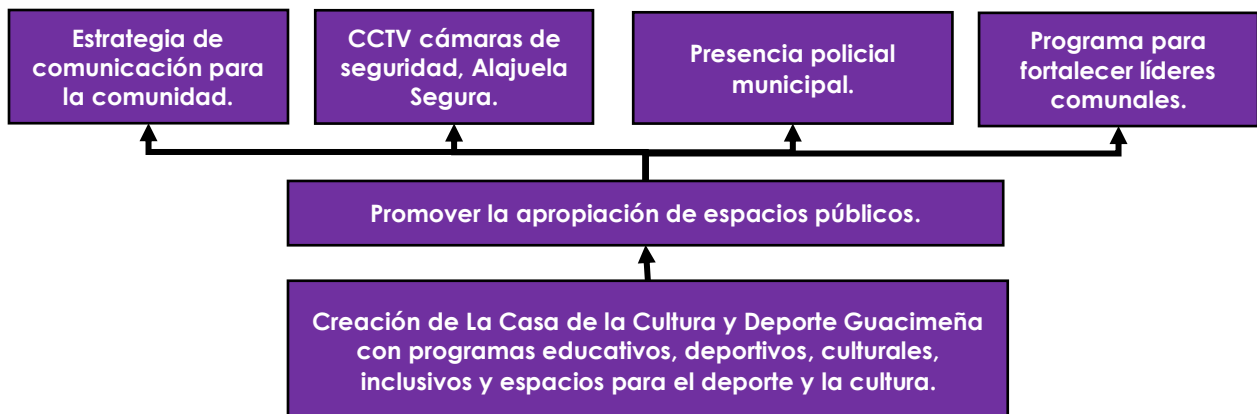 Estrategia de
comunicación para
la comunidad.
CCTV cámaras de
seguridad, Alajuela
Segura.
Presencia policial
municipal.
Programa para
fortalecer líderes
comunales.
Promover la apropiación de espacios públicos.
Creación de La Casa de la Cultura y Deporte Guacimeña
con programas educativos, deportivos, culturales,
inclusivos y espacios para el deporte y la cultura.